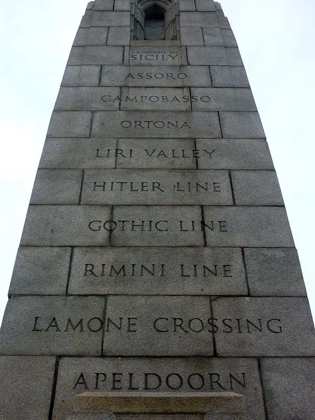 SICILY
ASSORO
CAMPOBASSO
ORTONA
LIRI VALLEY
HITLER LINE
GOTHIC LINE
RIMINI LINE
LAMONE CROSSING
APELDOORN